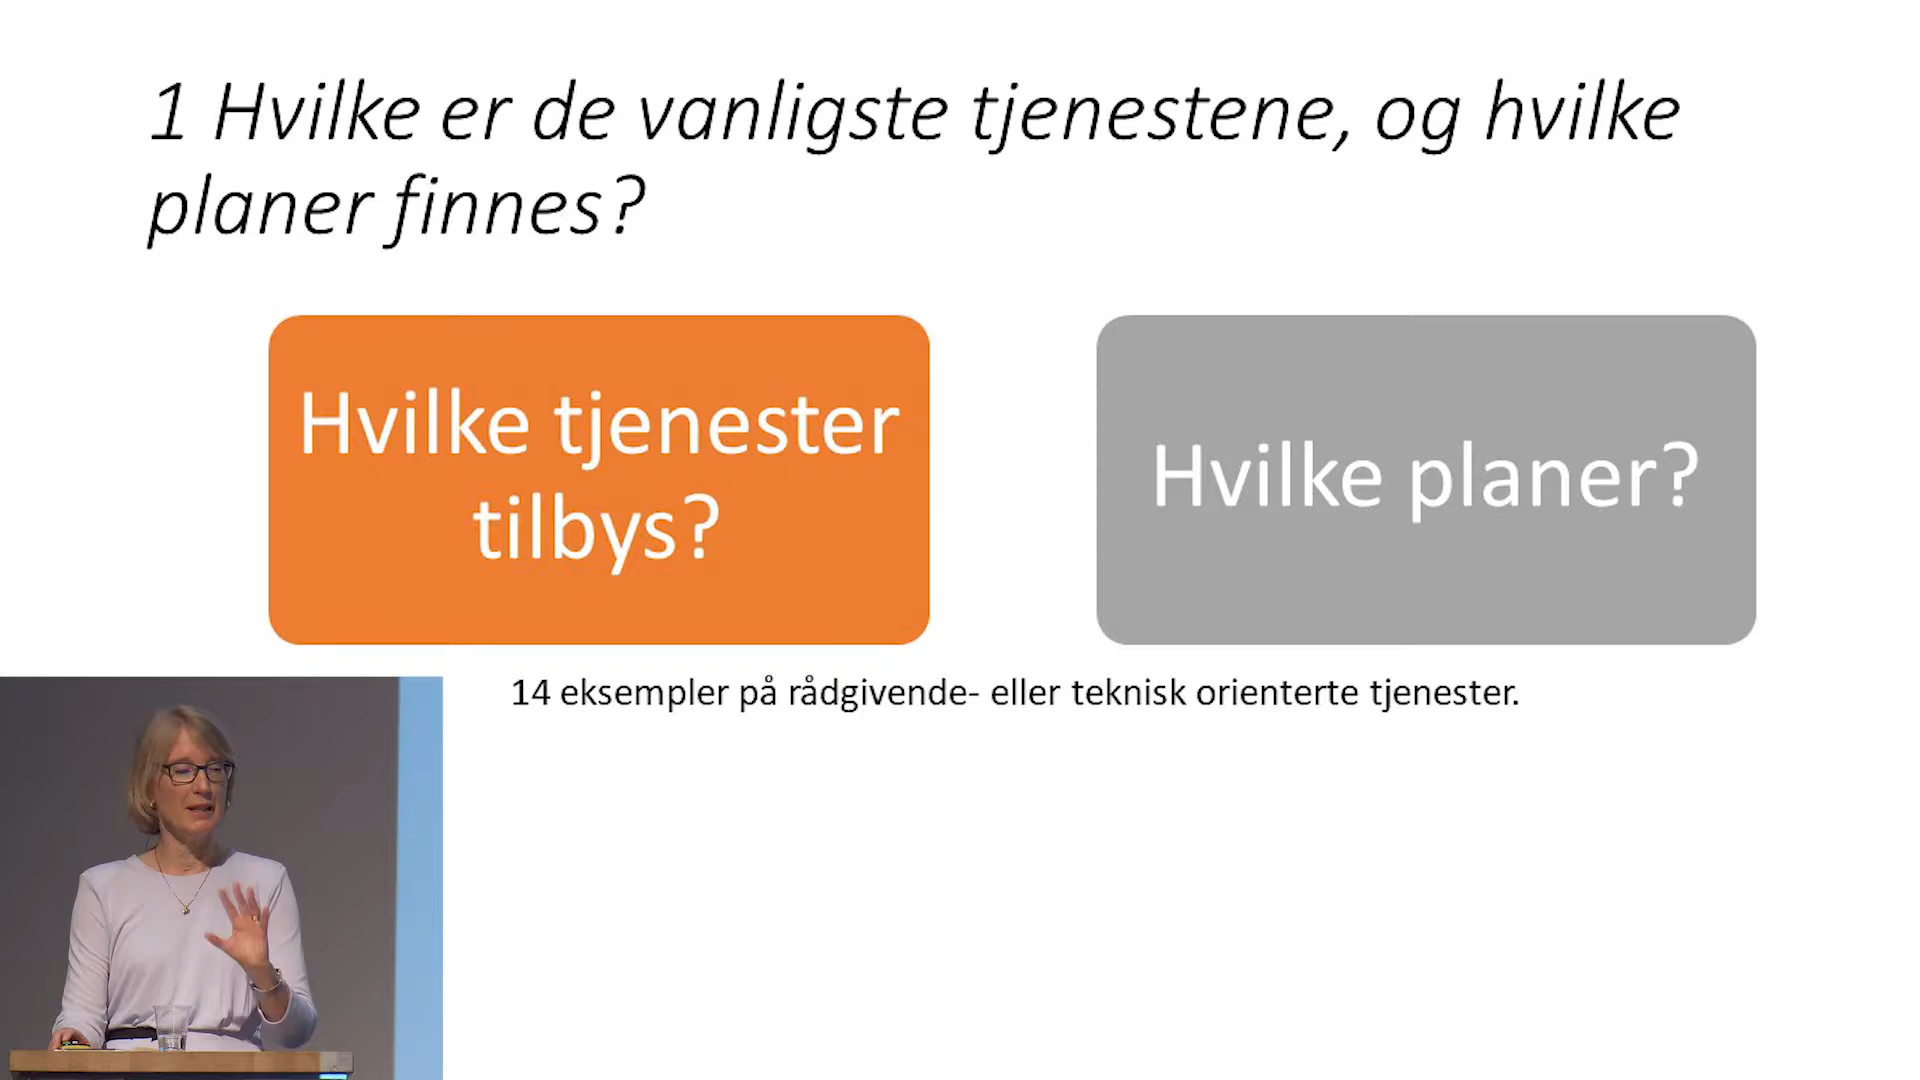 1 Hvilke er de vanligste tjenestene, og hvilke
planer finnes?
Hvilke tjenester
tilbys?
Hvilke planer?
14 eksempler på rådgivende- eller teknisk orienterte tjenester.